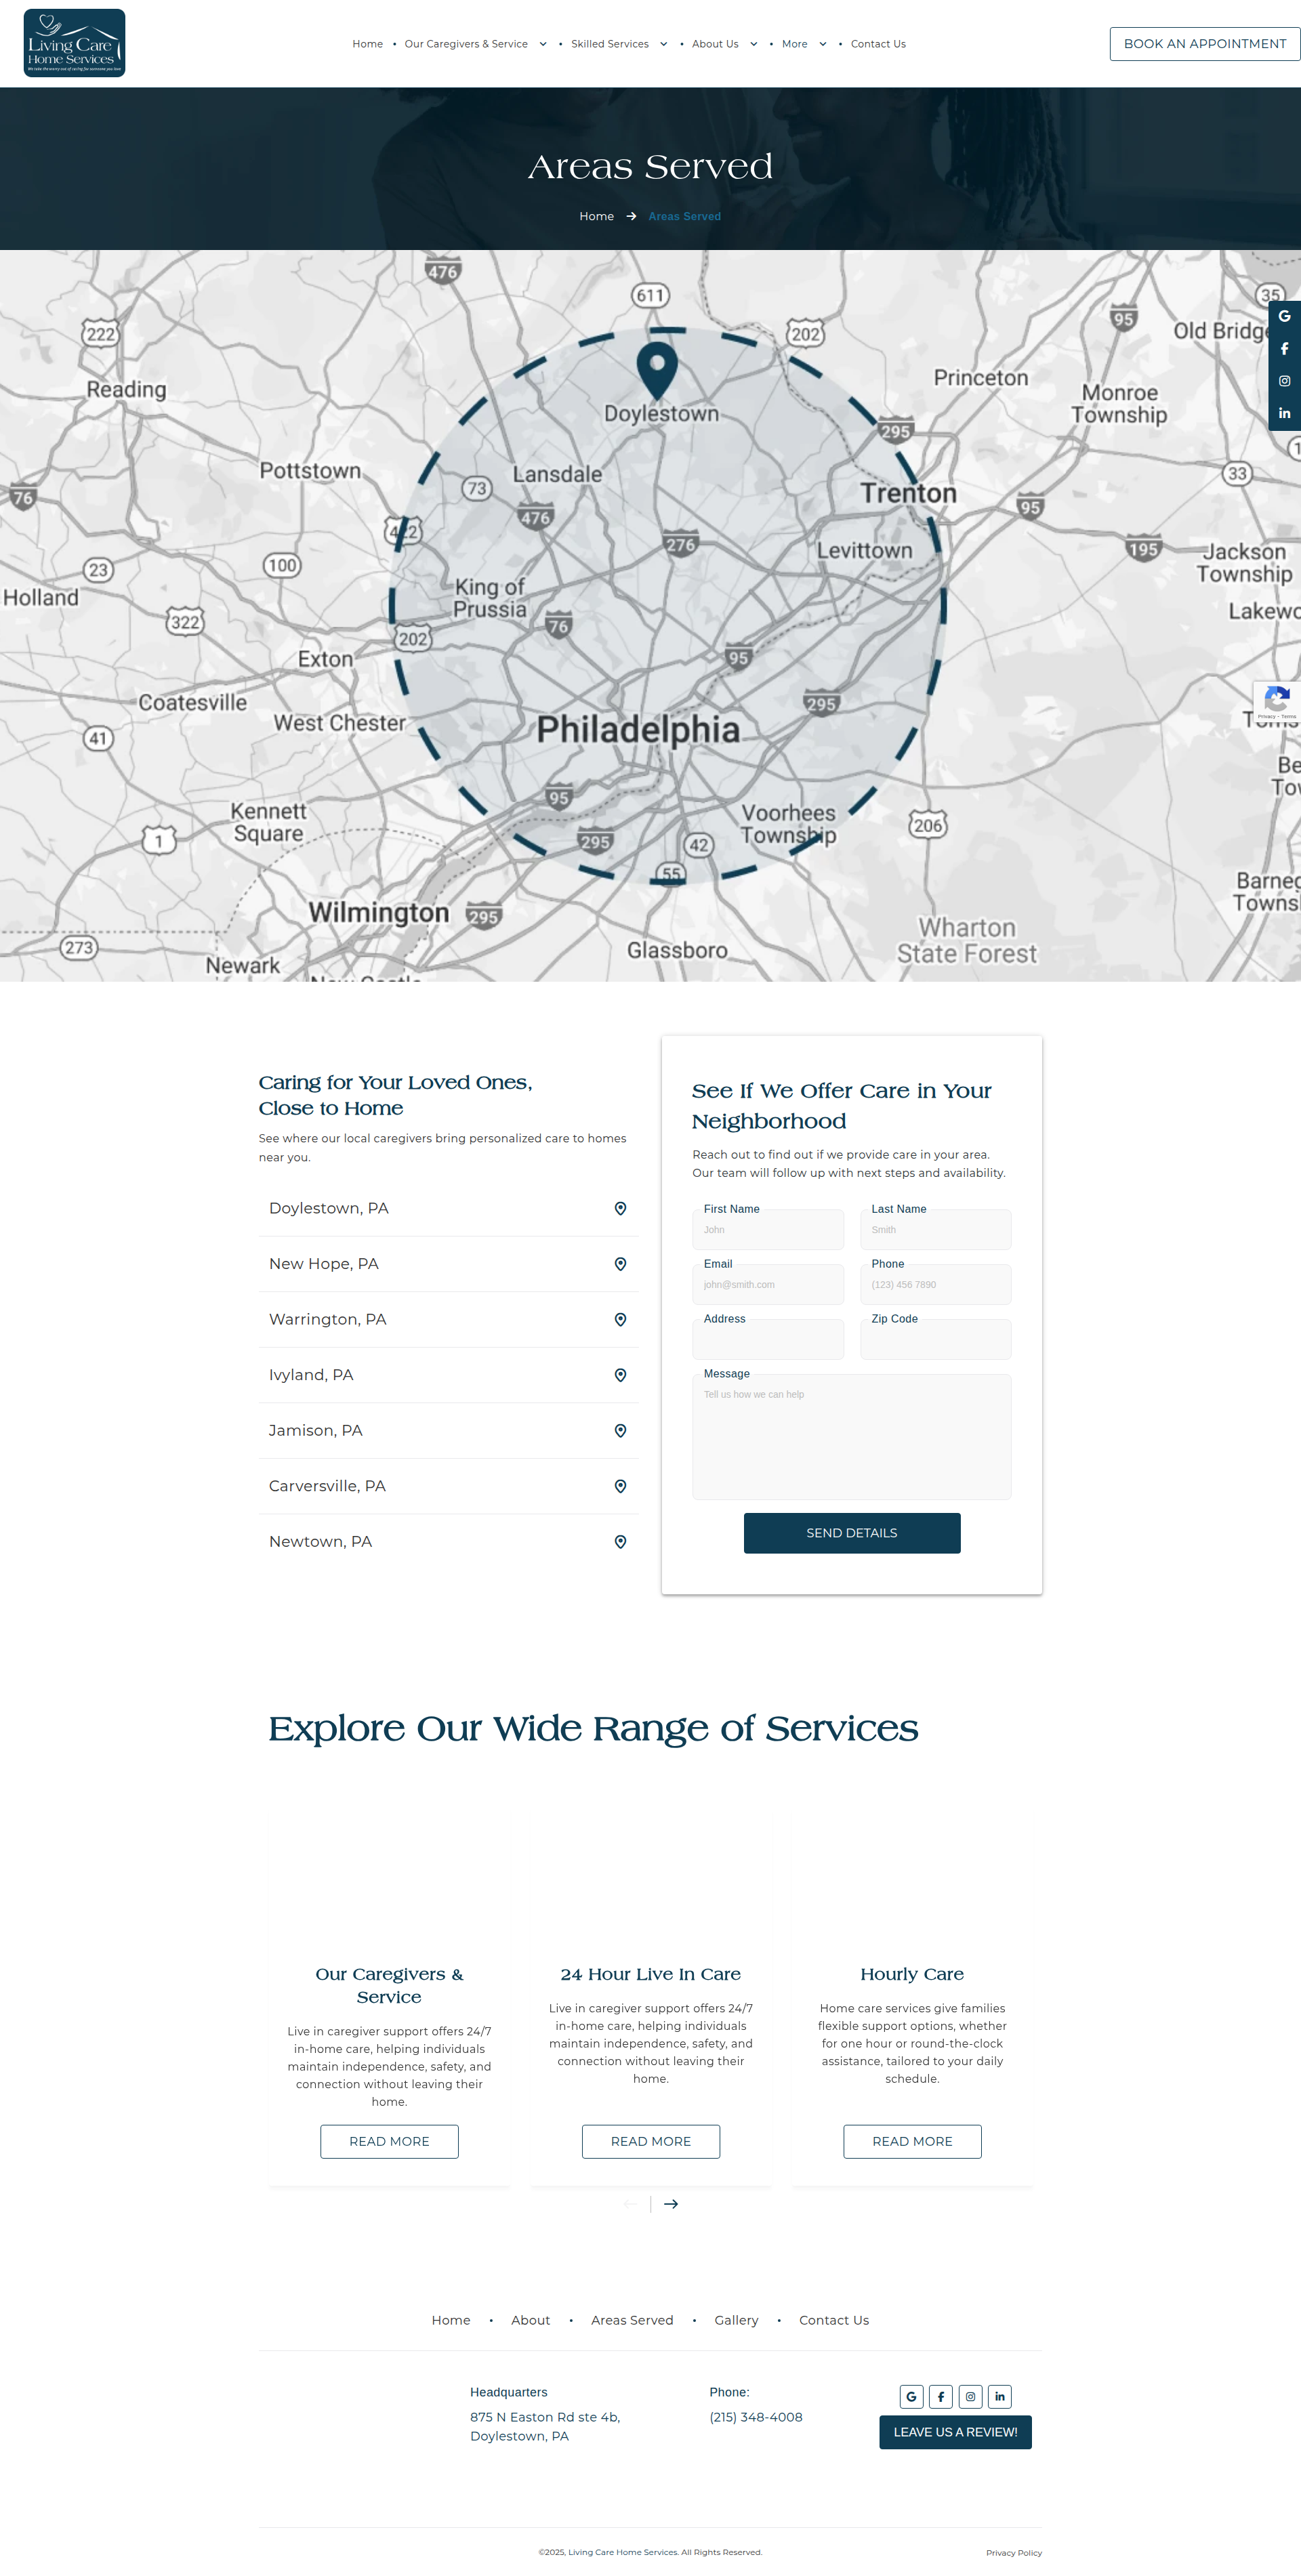 Living Care
Home Services
We take the worry out of caring for someone you love
Home • Our Caregivers & Service • Skilled Services • About Us • More • Contact Us
BOOK AN APPOINTMENT
Areas Served
Home → Areas Served
476
611
35
222
202
95
Old Bridge
Reading
Princeton
Monroe
Township
Doylestown
295
Pottstown
Lansdale
73
33
76
Trenton
476
95
422
276
Levittown
195
Jackson
Township
23
100
King of
Prussia
Holland
322
76
Lakewo
202
95
Exton
Coatesville
295
West Chester
Philadelphia
Privacy - Terms
41
95
Kennett
Square
Voorhees
Township
206
1
295
42
55
Barneg
Towns
Wilmington
295
Wharton
State Forest
273
Glassboro
Newark
New Castle
Caring for Your Loved Ones,
Close to Home
See where our local caregivers bring personalized care to homes
near you.
Doylestown, PA
New Hope, PA
Warrington, PA
Ivyland, PA
Jamison, PA
Carversville, PA
Newtown, PA
See If We Offer Care in Your
Neighborhood
Reach out to find out if we provide care in your area.
Our team will follow up with next steps and availability.
First Name
John
Last Name
Smith
Email
john@smith.com
Phone
(123) 456 7890
Address
Zip Code
Message
Tell us how we can help
SEND DETAILS
Explore Our Wide Range of Services
Our Caregivers &
Service
Live in caregiver support offers 24/7
in-home care, helping individuals
maintain independence, safety, and
connection without leaving their
home.
READ MORE
24 Hour Live In Care
Live in caregiver support offers 24/7
in-home care, helping individuals
maintain independence, safety, and
connection without leaving their
home.
READ MORE
Hourly Care
Home care services give families
flexible support options, whether
for one hour or round-the-clock
assistance, tailored to your daily
schedule.
READ MORE
Home • About • Areas Served • Gallery • Contact Us
Headquarters
875 N Easton Rd ste 4b,
Doylestown, PA
Phone:
(215) 348-4008
LEAVE US A REVIEW!
©2025, Living Care Home Services. All Rights Reserved.
Privacy Policy